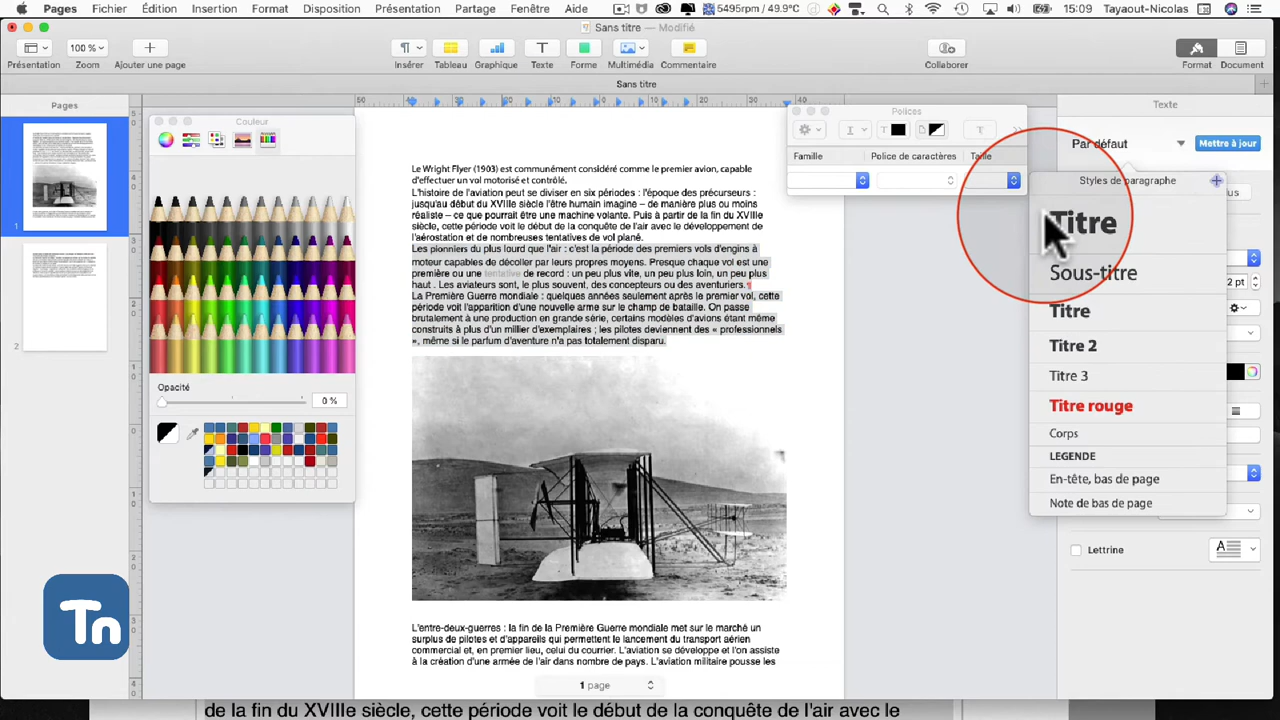 Pages Fichier Édition Insertion Format Disposition Présentation Partage Fenêtre Aide 5495rpm / 49.9°C 15:09 Tayaout-Nicolas
Sans titre — Modifié
100 %
Présentation Zoom Ajouter une page Insérer Tableau Graphique Texte Forme Multimédia Commentaire Collaborer Format Document
Sans titre
Pages
1
2
Couleur
Opacité
0 %
50 40 30 20 10 0 10 20 30
Le Wright Flyer (1903) est communément considéré comme le premier avion, capable
d'effectuer un vol motorisé et contrôlé.
L'histoire de l'aviation peut se diviser en six périodes : l'époque des précurseurs :
jusqu'au début du XVIIIe siècle l'être humain imagine – de manière plus ou moins
réaliste – ce que pourrait être une machine volante. Puis à partir de la fin du XVIIIe
siècle, cette période voit le début de la conquête de l'air avec le développement de
l'aérostation et de nombreuses tentatives de vol plané.
Les pionniers du plus lourd que l'air : c'est la période des premiers vols d'engins à
moteur capables de décoller par leurs propres moyens. Presque chaque vol est une
première ou une tentative de record : un peu plus vite, un peu plus loin, un peu plus
haut . Les aviateurs sont, le plus souvent, des concepteurs ou des aventuriers.¶
La Première Guerre mondiale : quelques années seulement après le premier vol, cette
période voit l'apparition d'une nouvelle arme sur le champ de bataille. On passe
brutalement à une production en grande série, certains modèles d'avions étant même
construits à plus d'un millier d'exemplaires ; les pilotes deviennent des « professionnels
», même si le parfum d'aventure n'a pas totalement disparu.
L'entre-deux-guerres : la fin de la Première Guerre mondiale met sur le marché un
surplus de pilotes et d'appareils qui permettent le lancement du transport aérien
commercial et, en premier lieu, celui du courrier. L'aviation se développe et l'on assiste
à la création d'une armée de l'air dans nombre de pays. L'aviation militaire pousse les
1 page
Polices
Famille Police de caractères Taille
Texte
Par défaut Mettre à jour
Styles de paragraphe
Titre
Sous-titre
Titre
Titre 2
Titre 3
Titre rouge
Corps
LEGENDE
En-tête, bas de page
Note de bas de page
Lettrine
Tn
de la fin du XVIIIe siècle, cette période voit le début de la conquête de l'air avec le